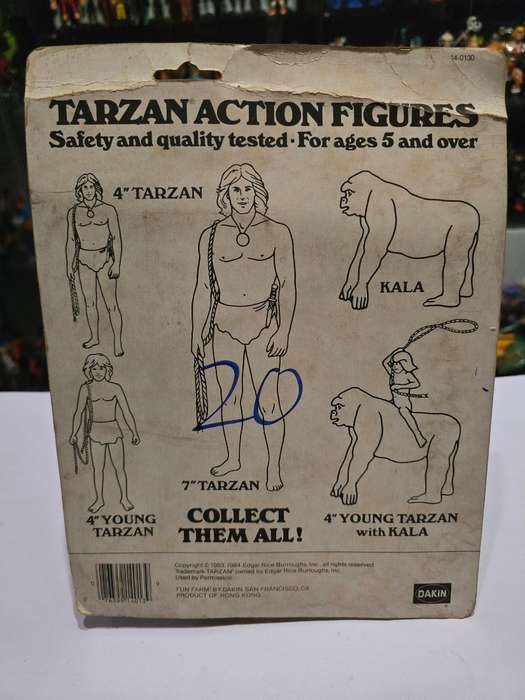 14-0130
TARZAN ACTION FIGURES
Safety and quality tested · For ages 5 and over
4" TARZAN
KALA
20
7" TARZAN
4" YOUNG
TARZAN
COLLECT
THEM ALL!
4" YOUNG TARZAN
with KALA
Copyright © 1983, 1984 Edgar Rice Burroughs, Inc. all rights reserved
Trademark TARZAN® owned by Edgar Rice Burroughs, Inc.
Used by Permission
FUN FARM® BY DAKIN SAN FRANCISCO, CA
PRODUCT OF HONG KONG
DAKIN